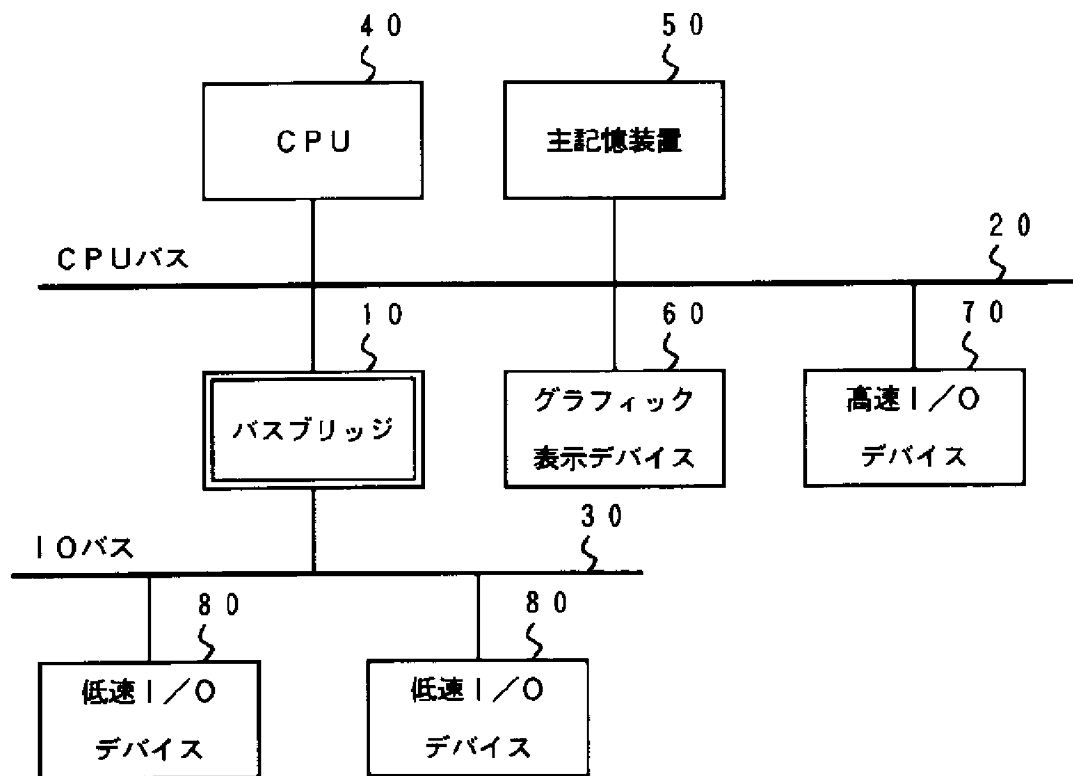 40
50
CPU
主記憶装置
20
CPUバス
10
60
70
バスブリッジ
グラフィック
表示デバイス
高速I/O
デバイス
30
IOバス
80
80
低速I/O
デバイス
低速I/O
デバイス